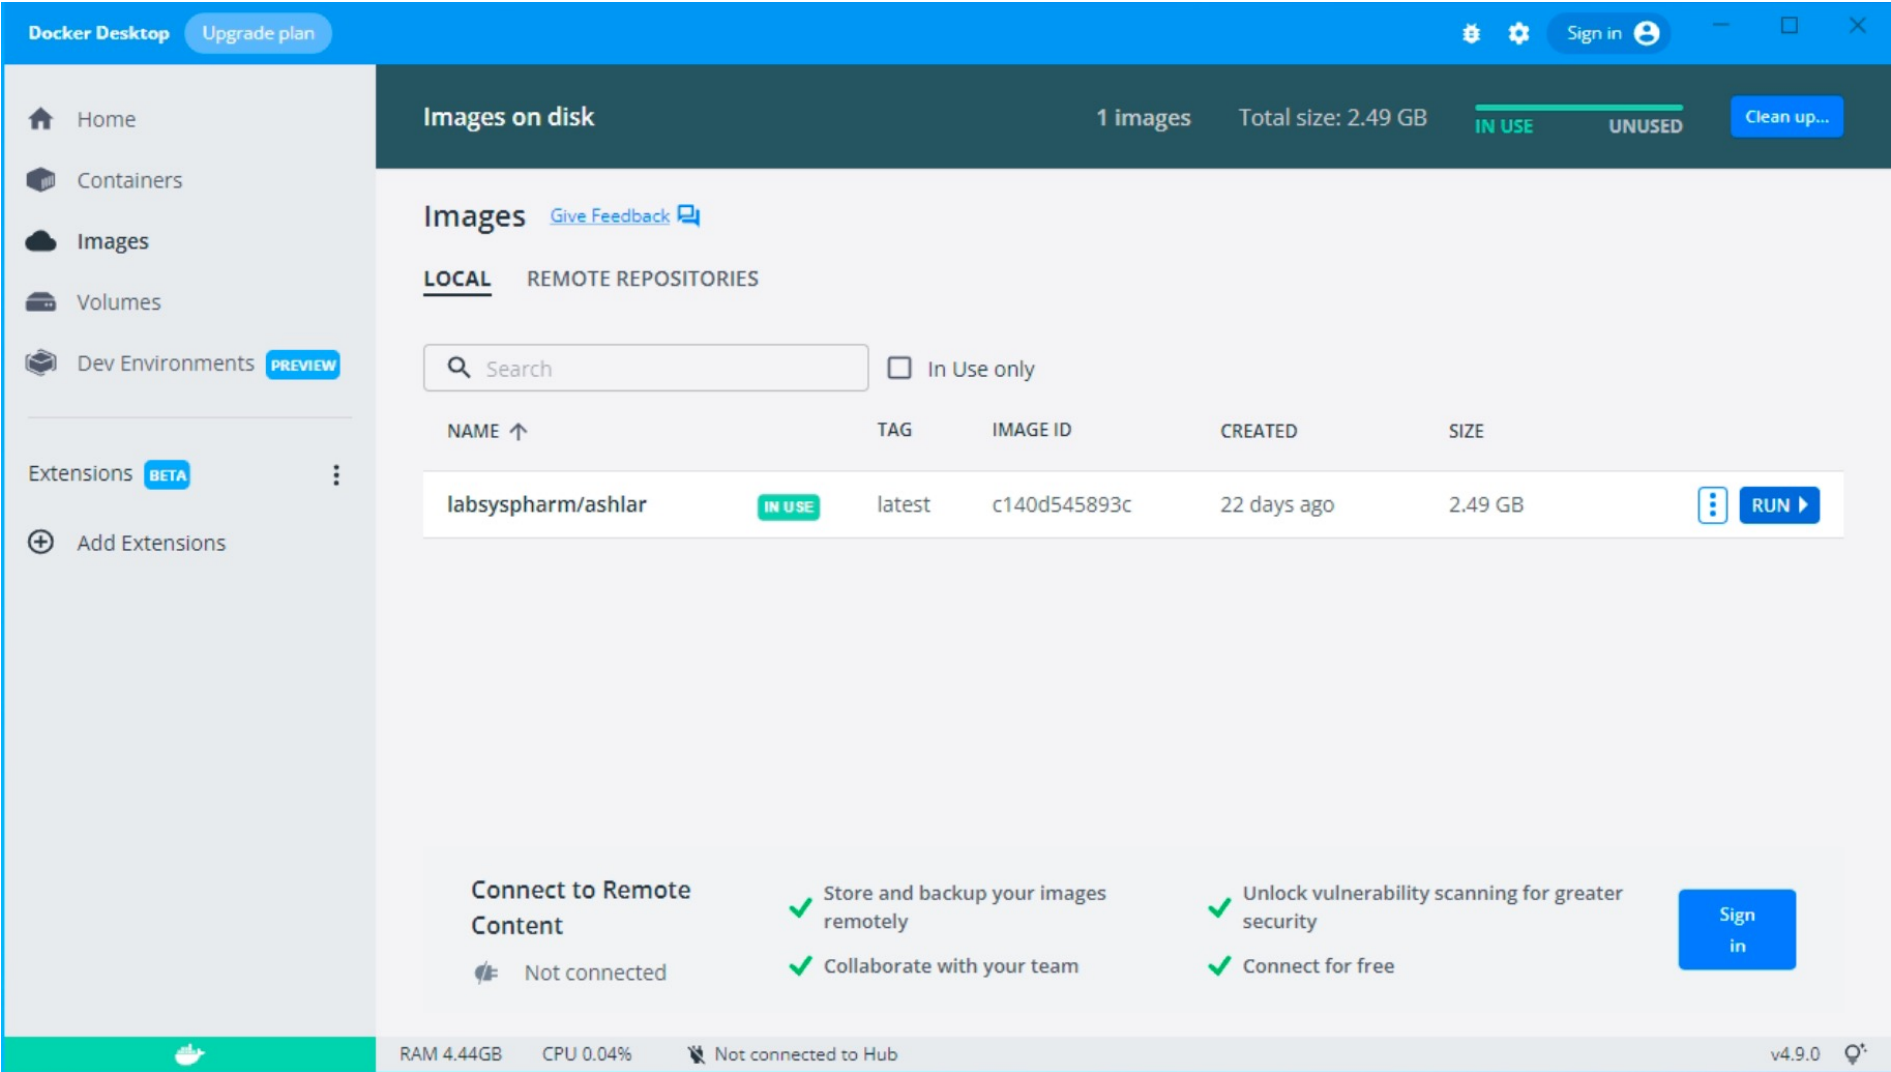 Docker Desktop Upgrade plan Sign in
Home
Containers
Images
Volumes
Dev Environments PREVIEW
Extensions BETA
Add Extensions
Images on disk 1 images Total size: 2.49 GB IN USE UNUSED Clean up...
Images Give Feedback
LOCAL REMOTE REPOSITORIES
Search In Use only
NAME TAG IMAGE ID CREATED SIZE
labsyspharm/ashlar IN USE latest c140d545893c 22 days ago 2.49 GB RUN
Connect to Remote
Content
Not connected
Store and backup your images
remotely
Collaborate with your team
Unlock vulnerability scanning for greater
security
Connect for free
Sign
in
RAM 4.44GB CPU 0.04% Not connected to Hub v4.9.0